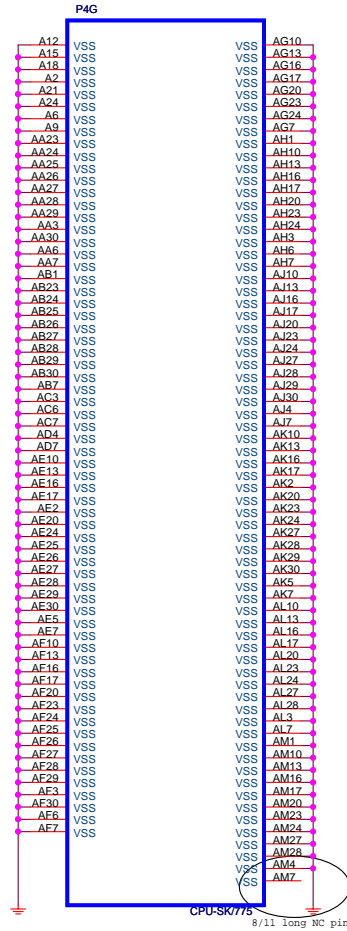 P4G
A12 VSS VSS AG10
A15 VSS VSS AG13
A18 VSS VSS AG16
A2 VSS VSS AG17
A21 VSS VSS AG20
A24 VSS VSS AG23
A6 VSS VSS AG24
A9 VSS VSS AG7
AA23 VSS VSS AH1
AA24 VSS VSS AH10
AA25 VSS VSS AH13
AA26 VSS VSS AH16
AA27 VSS VSS AH17
AA28 VSS VSS AH20
AA29 VSS VSS AH23
AA3 VSS VSS AH24
AA30 VSS VSS AH3
AA6 VSS VSS AH6
AA7 VSS VSS AH7
AB1 VSS VSS AJ10
AB23 VSS VSS AJ13
AB24 VSS VSS AJ16
AB25 VSS VSS AJ17
AB26 VSS VSS AJ20
AB27 VSS VSS AJ23
AB28 VSS VSS AJ24
AB29 VSS VSS AJ27
AB30 VSS VSS AJ28
AB7 VSS VSS AJ29
AC3 VSS VSS AJ30
AC6 VSS VSS AJ4
AC7 VSS VSS AJ7
AD4 VSS VSS AK10
AD7 VSS VSS AK13
AE10 VSS VSS AK16
AE13 VSS VSS AK17
AE16 VSS VSS AK2
AE17 VSS VSS AK20
AE2 VSS VSS AK23
AE20 VSS VSS AK24
AE24 VSS VSS AK27
AE25 VSS VSS AK28
AE26 VSS VSS AK29
AE27 VSS VSS AK30
AE28 VSS VSS AK5
AE29 VSS VSS AK7
AE30 VSS VSS AL10
AE5 VSS VSS AL13
AE7 VSS VSS AL16
AF10 VSS VSS AL17
AF13 VSS VSS AL20
AF16 VSS VSS AL23
AF17 VSS VSS AL24
AF20 VSS VSS AL27
AF23 VSS VSS AL28
AF24 VSS VSS AL3
AF25 VSS VSS AL7
AF26 VSS VSS AM1
AF27 VSS VSS AM10
AF28 VSS VSS AM13
AF29 VSS VSS AM16
AF3 VSS VSS AM17
AF30 VSS VSS AM20
AF6 VSS VSS AM23
AF7 VSS VSS AM24
VSS AM27
VSS AM28
VSS AM4
VSS AM7
CPU-SK/775
8/11 long NC pin